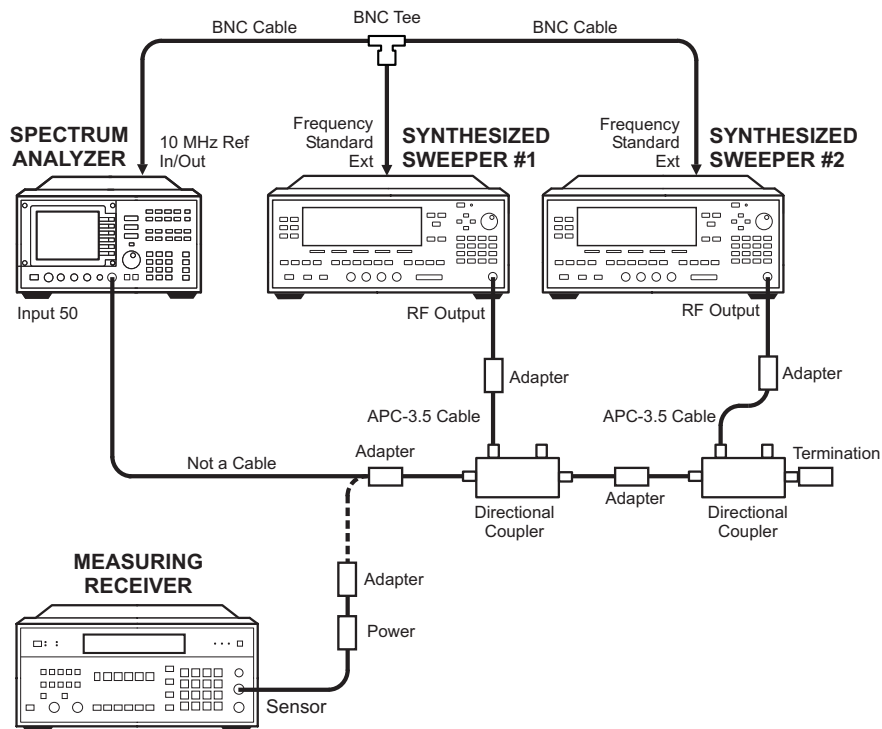 BNC Tee
BNC Cable
BNC Cable
SPECTRUM
ANALYZER
10 MHz Ref
In/Out
Frequency
Standard
Ext
SYNTHESIZED
SWEEPER #1
Frequency
Standard
Ext
SYNTHESIZED
SWEEPER #2
Input 50
RF Output
RF Output
Adapter
Adapter
APC-3.5 Cable
APC-3.5 Cable
Adapter
Termination
Not a Cable
Adapter
Directional
Coupler
Directional
Coupler
MEASURING
RECEIVER
Adapter
Power
Sensor